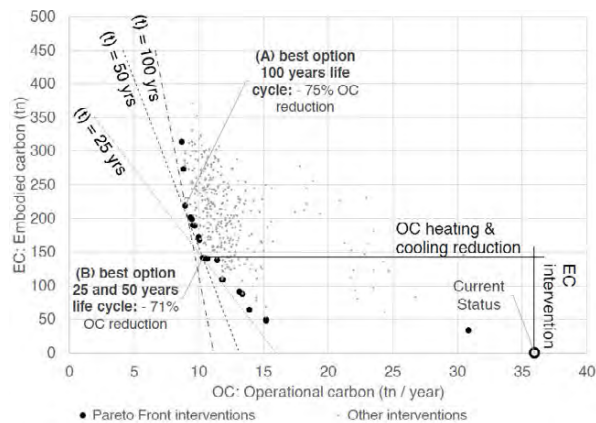 500
450
400
350
300
250
200
150
100
50
0
EC: Embodied carbon (tn)
(t) = 100 yrs
(t) = 50 yrs
(t) = 25 yrs
(A) best option
100 years life
cycle: - 75% OC
reduction
(B) best option
25 and 50 years
life cycle: - 71%
OC reduction
OC heating &
cooling reduction
EC
intervention
Current
Status
0
5
10
15
20
25
30
35
40
OC: Operational carbon (tn / year)
Pareto Front interventions
Other interventions